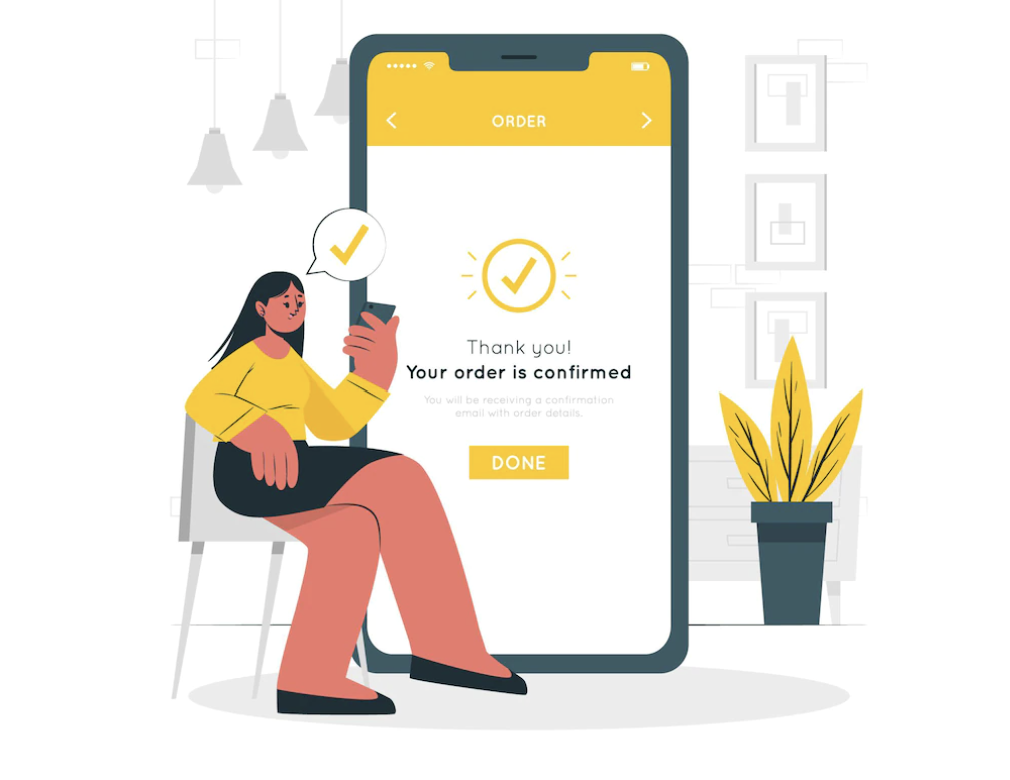 ORDER
Thank you!
Your order is confirmed
You will be receiving a confirmation
email with order details.
DONE